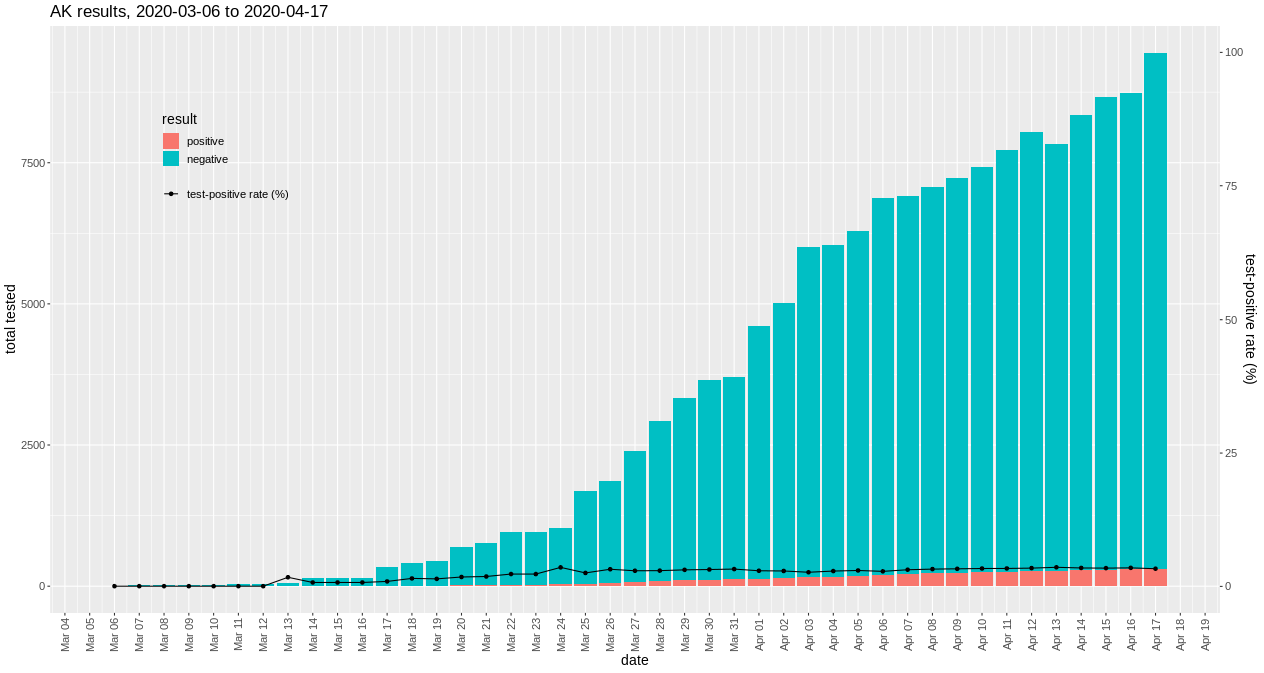 AK results, 2020-03-06 to 2020-04-17
total tested
7500
5000
2500
0
result
positive
negative
test-positive rate (%)
100
75
50
25
0
test-positive rate (%)
Mar 04
Mar 05
Mar 06
Mar 07
Mar 08
Mar 09
Mar 10
Mar 11
Mar 12
Mar 13
Mar 14
Mar 15
Mar 16
Mar 17
Mar 18
Mar 19
Mar 20
Mar 21
Mar 22
Mar 23
Mar 24
Mar 25
Mar 26
Mar 27
Mar 28
Mar 29
Mar 30
Mar 31
Apr 01
Apr 02
Apr 03
Apr 04
Apr 05
Apr 06
Apr 07
Apr 08
Apr 09
Apr 10
Apr 11
Apr 12
Apr 13
Apr 14
Apr 15
Apr 16
Apr 17
Apr 18
Apr 19
date